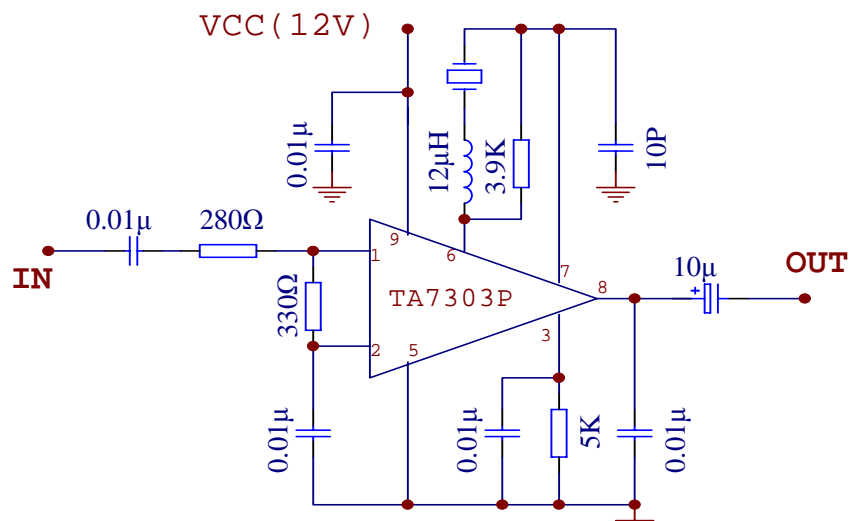 VCC(12V)
0.01μ
12μH
3.9K
10P
0.01μ
280Ω
IN
1
9
6
7
330Ω
TA7303P
8
10μ
+
OUT
2
5
3
0.01μ
0.01μ
5K
0.01μ